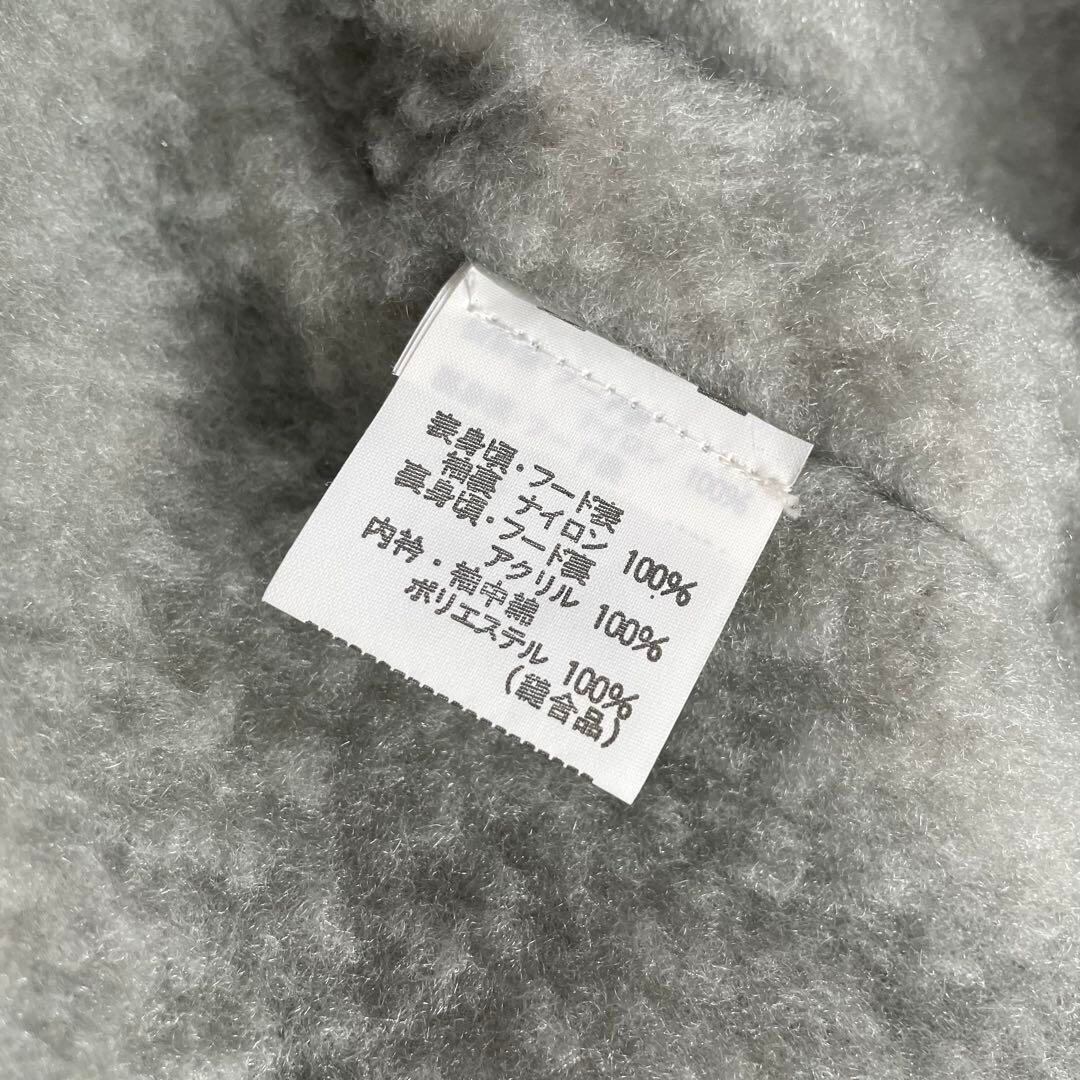 表身頃・フード表
袖裏 ナイロン 100%
裏身頃・フード裏
アクリル 100%
内衿・袖中綿
ポリエステル 100%
(縫合品)